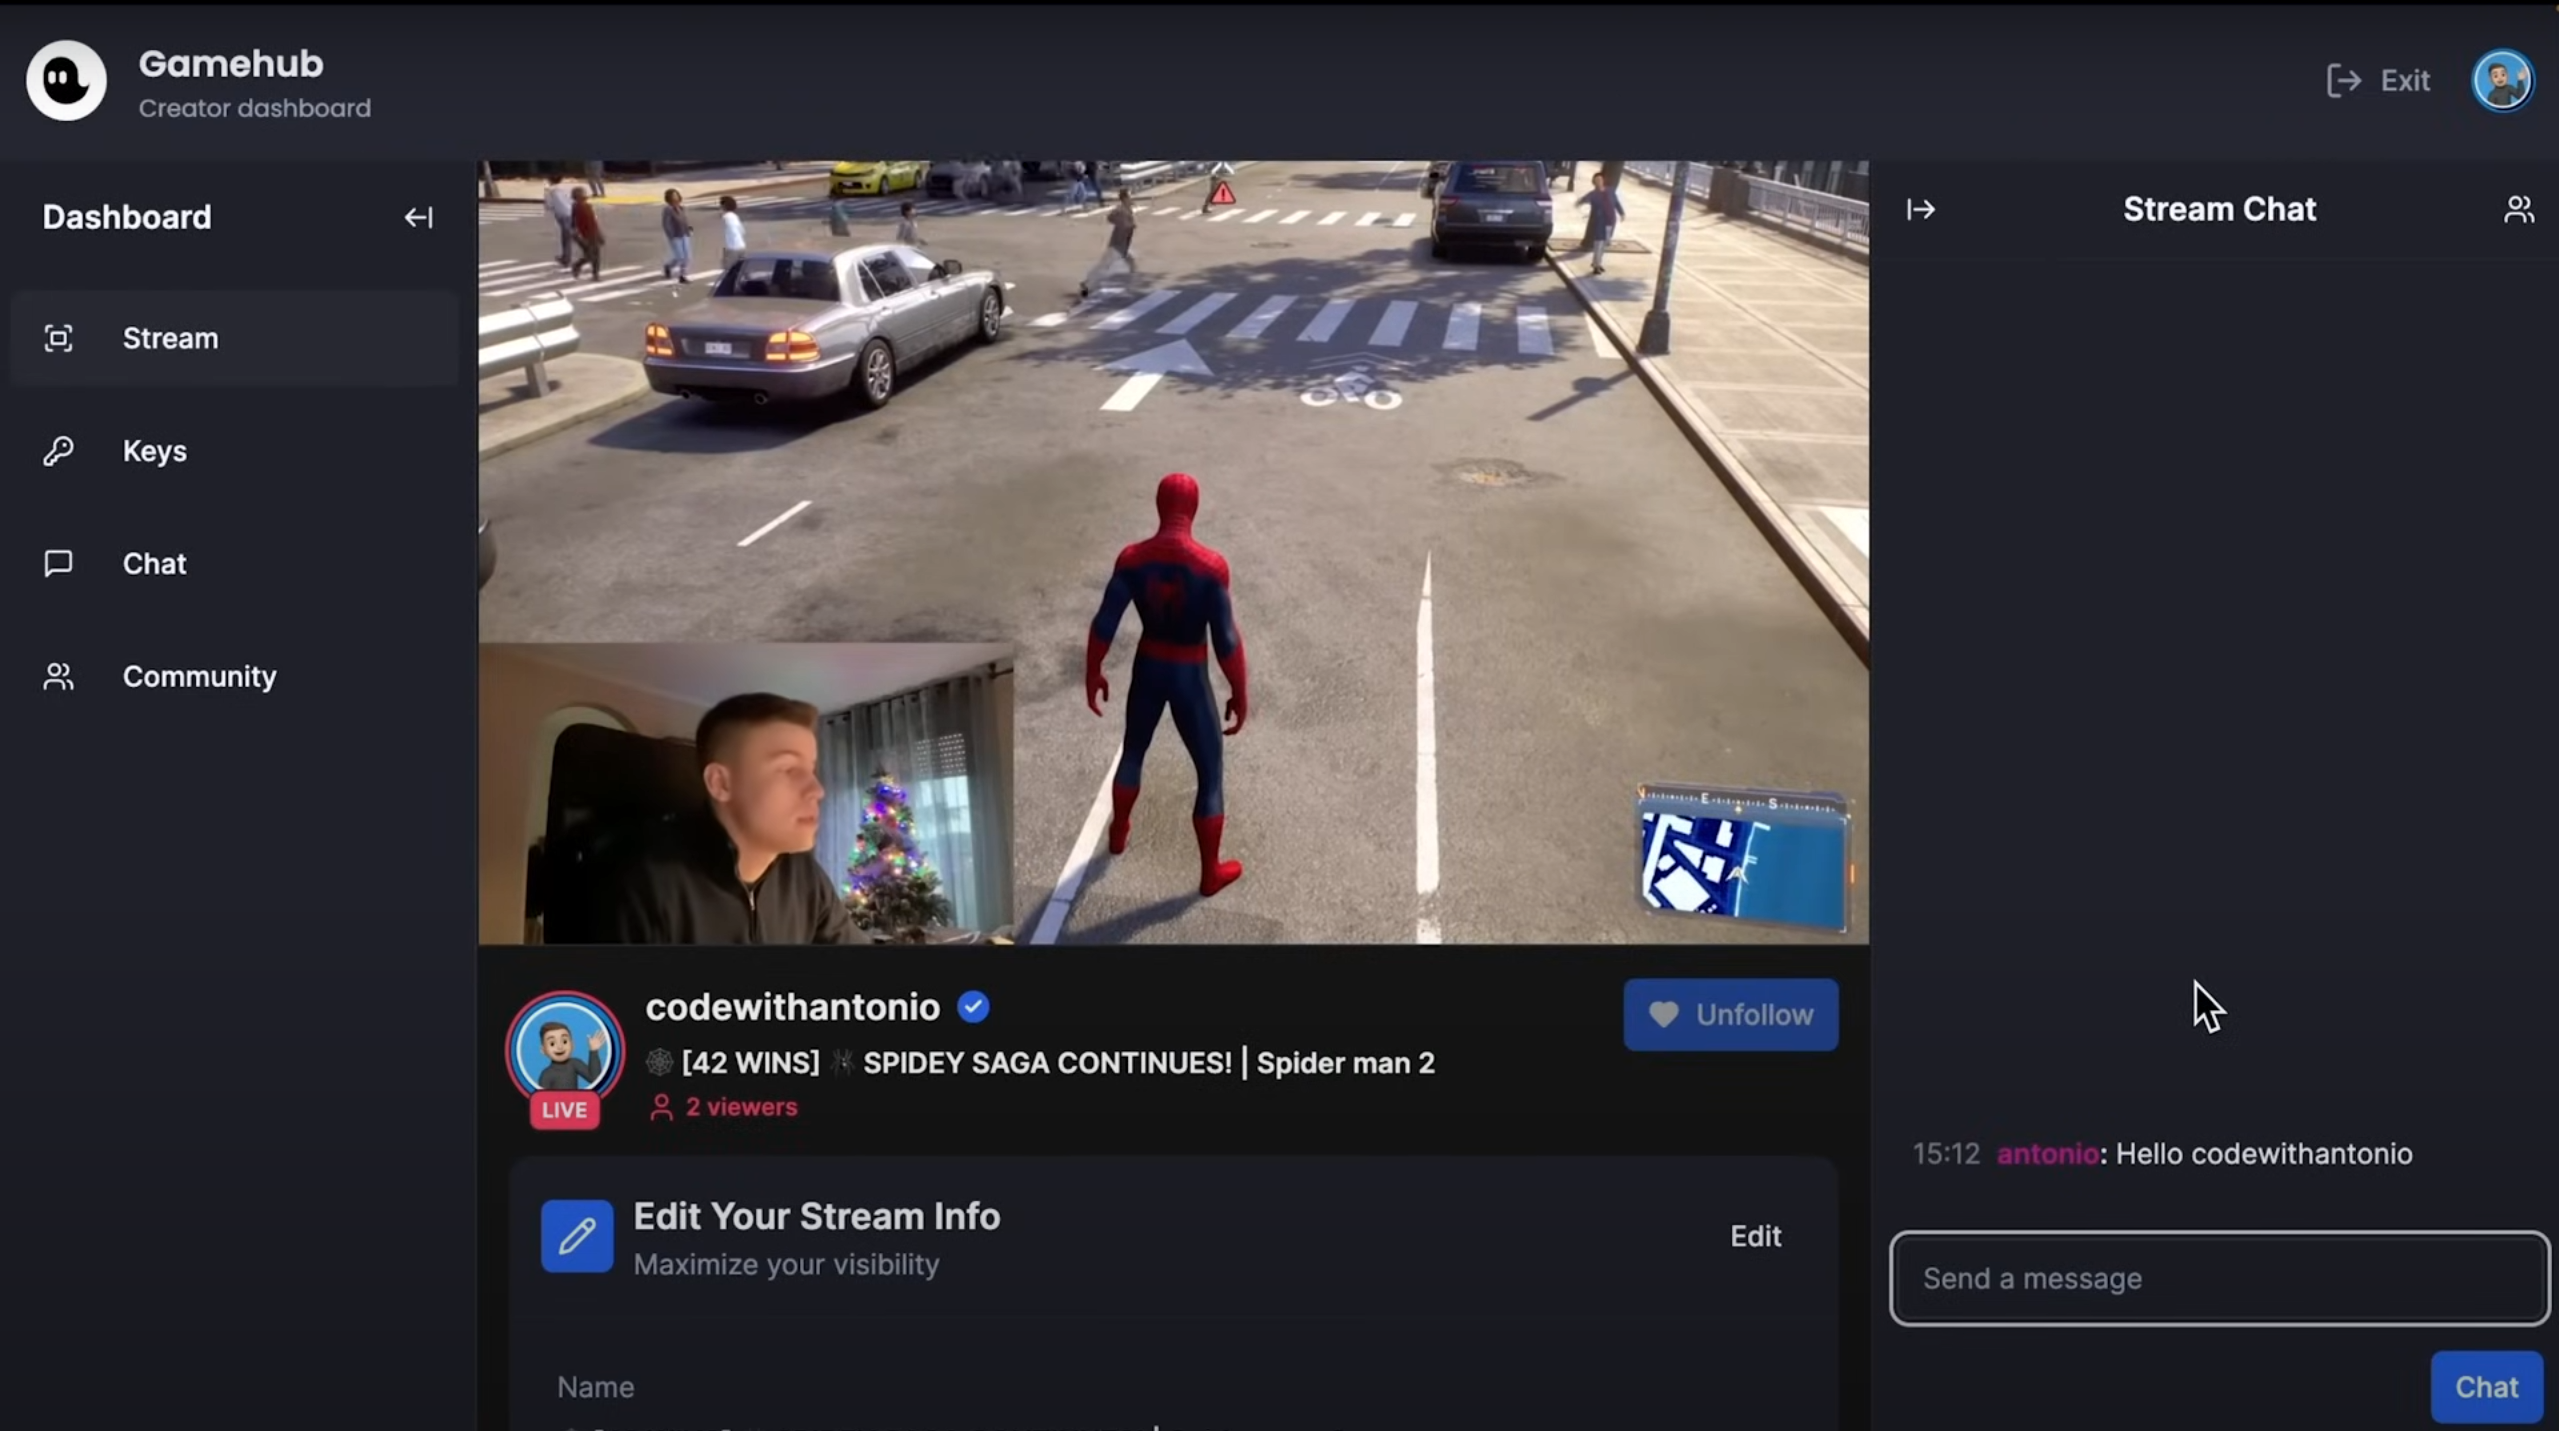 Gamehub
Creator dashboard
Exit
Dashboard
Stream
Keys
Chat
Community
E
S
codewithantonio
🕸️ [42 WINS] 🕷️ SPIDEY SAGA CONTINUES! | Spider man 2
LIVE
2 viewers
Unfollow
Edit Your Stream Info
Maximize your visibility
Edit
Name
Stream Chat
15:12 antonio: Hello codewithantonio
Send a message
Chat